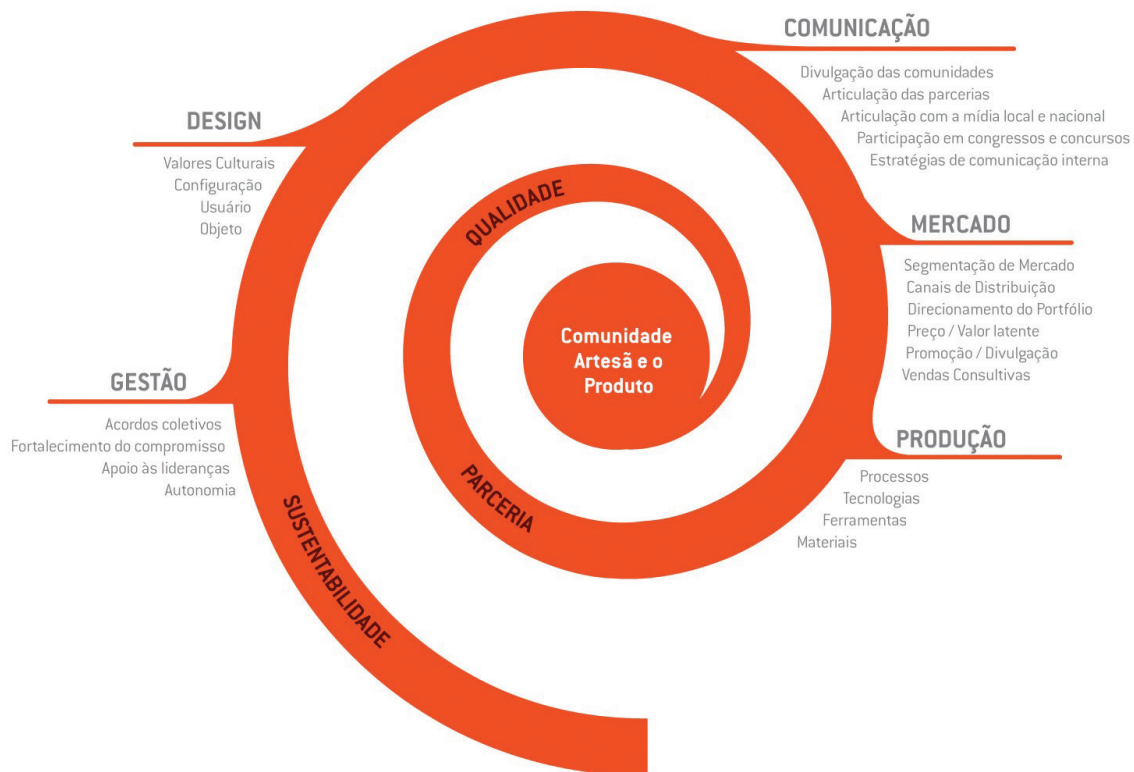 COMUNICAÇÃO
Divulgação das comunidades
Articulação das parcerias
Articulação com a mídia local e nacional
Participação em congressos e concursos
Estratégias de comunicação interna
DESIGN
Valores Culturais
Configuração
Usuário
Objeto
QUALIDADE
MERCADO
Segmentação de Mercado
Canais de Distribuição
Direcionamento do Portfólio
Preço / Valor latente
Promoção / Divulgação
Vendas Consultivas
Comunidade
Artesã e o
Produto
GESTÃO
Acordos coletivos
Fortalecimento do compromisso
Apoio às lideranças
Autonomia
PRODUÇÃO
Processos
Tecnologias
Ferramentas
Materiais
PARCERIA
SUSTENTABILIDADE